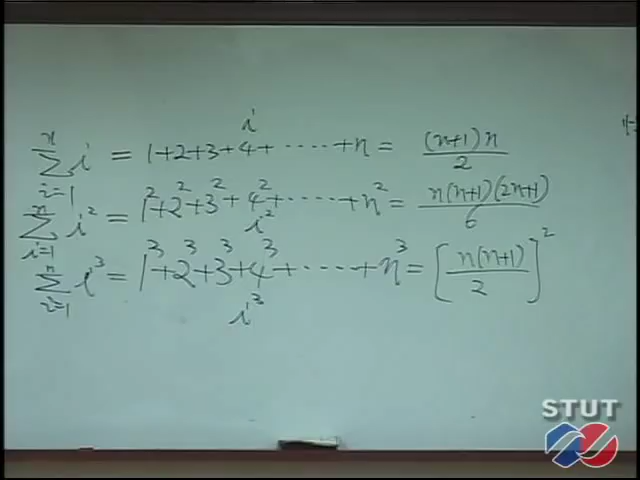 i
∑_{i=1}^{n} i = 1+2+3+4+ ····· +n = (n+1)n / 2
∑_{i=1}^{n} i² = 1²+2²+3²+4²+ ····· +n² = n(n+1)(2n+1) / 6
i²
∑_{i=1}^{n} i³ = 1³+2³+3³+4³+ ····· +n³ = [ n(n+1) / 2 ]²
i³
STUT